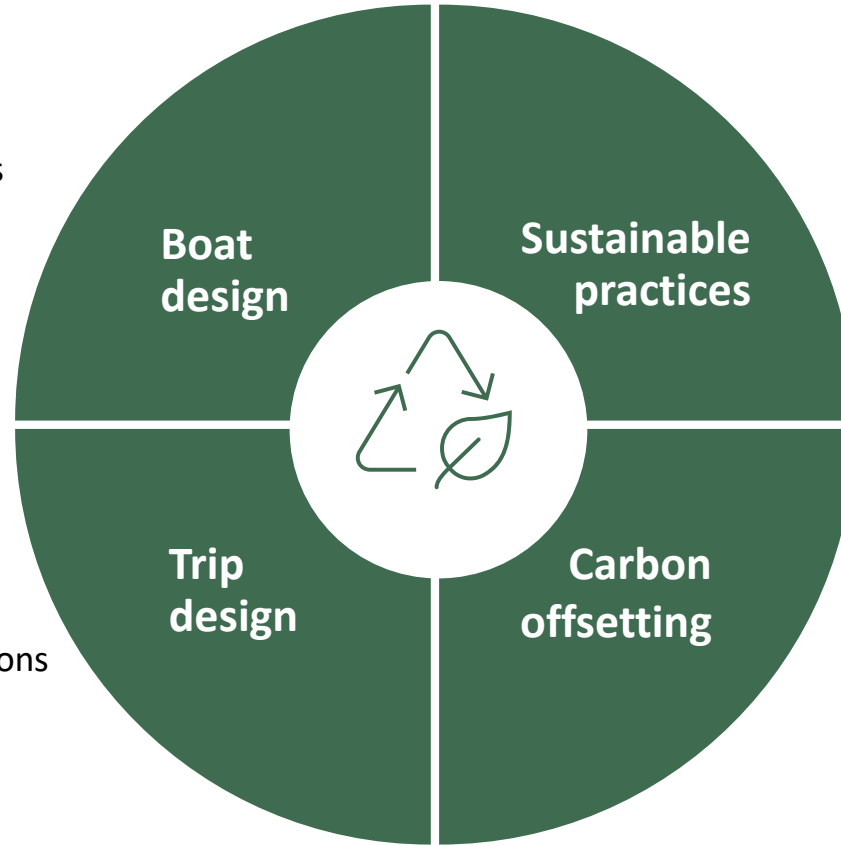 Boat
design
Sustainable
practices
Trip
design
Carbon
offsetting